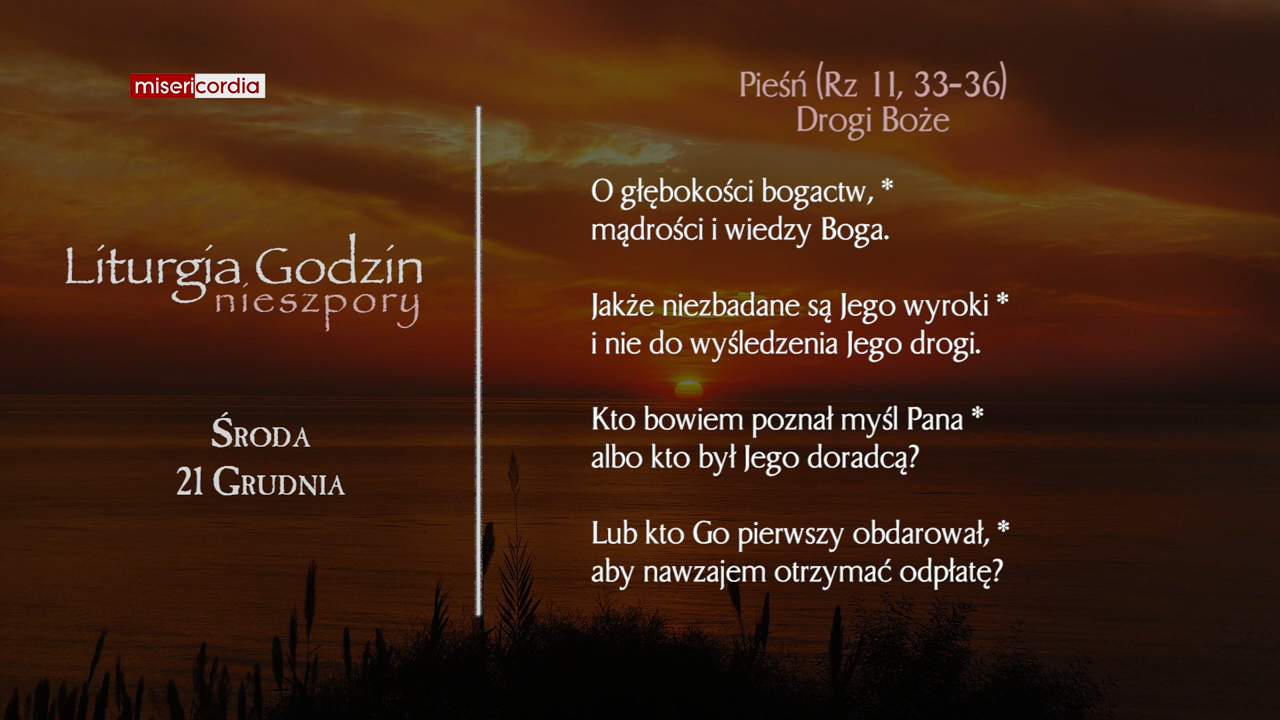 misericordia
Liturgia Godzin
nieszpory
Środa
21 Grudnia
Pieśń (Rz 11, 33-36)
Drogi Boże
O głębokości bogactw, *
mądrości i wiedzy Boga.
Jakże niezbadane są Jego wyroki *
i nie do wyśledzenia Jego drogi.
Kto bowiem poznał myśl Pana *
albo kto był Jego doradcą?
Lub kto Go pierwszy obdarował, *
aby nawzajem otrzymać odpłatę?